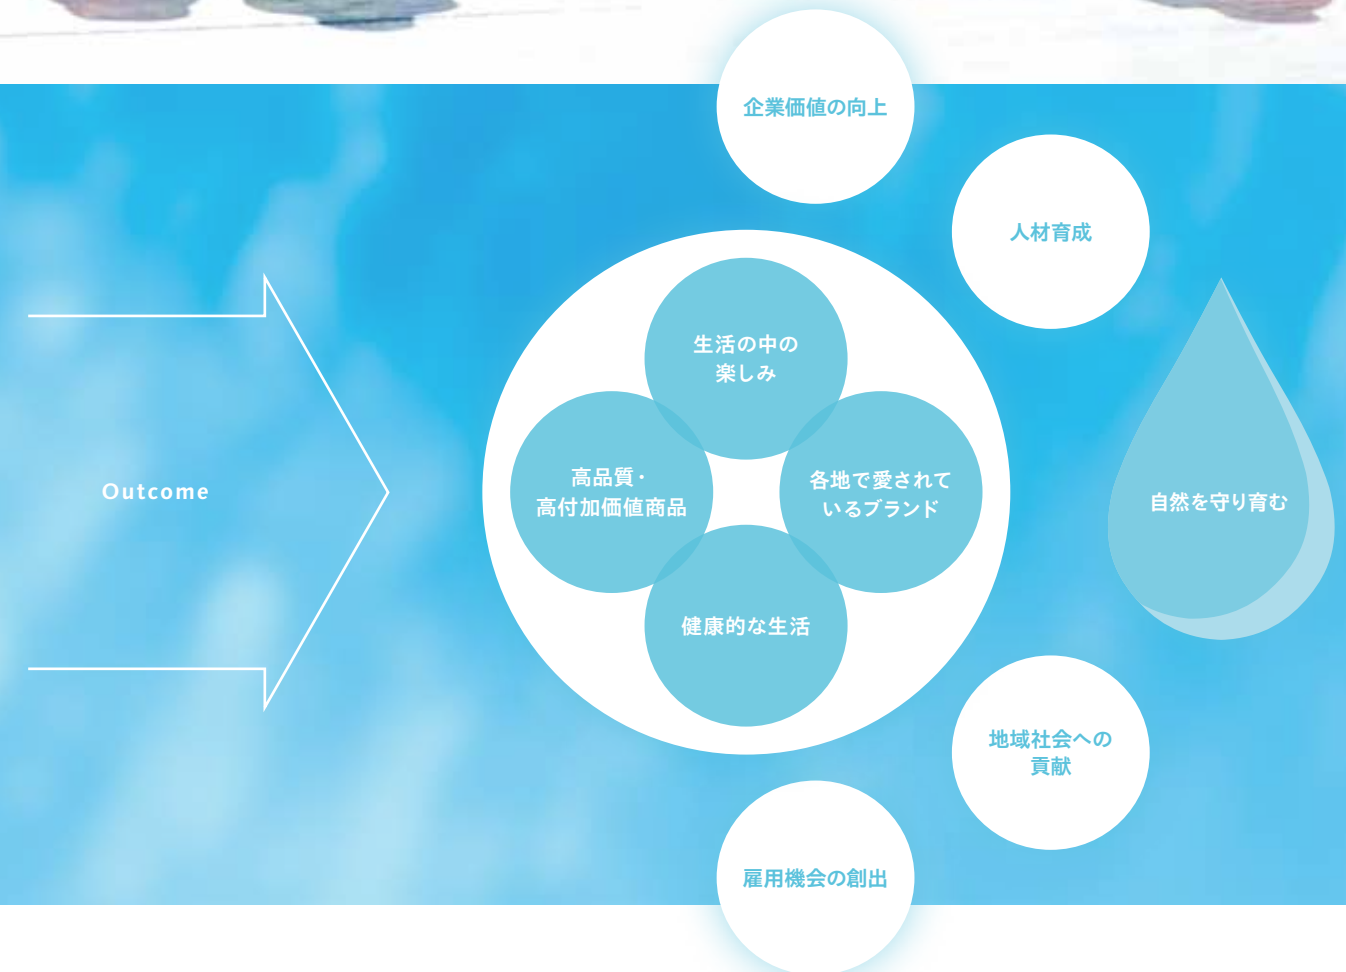 企業価値の向上
人材育成
生活の中の
楽しみ
高品質・
高付加価値商品
各地で愛されて
いるブランド
健康的な生活
Outcome
自然を守り育む
地域社会への
貢献
雇用機会の創出